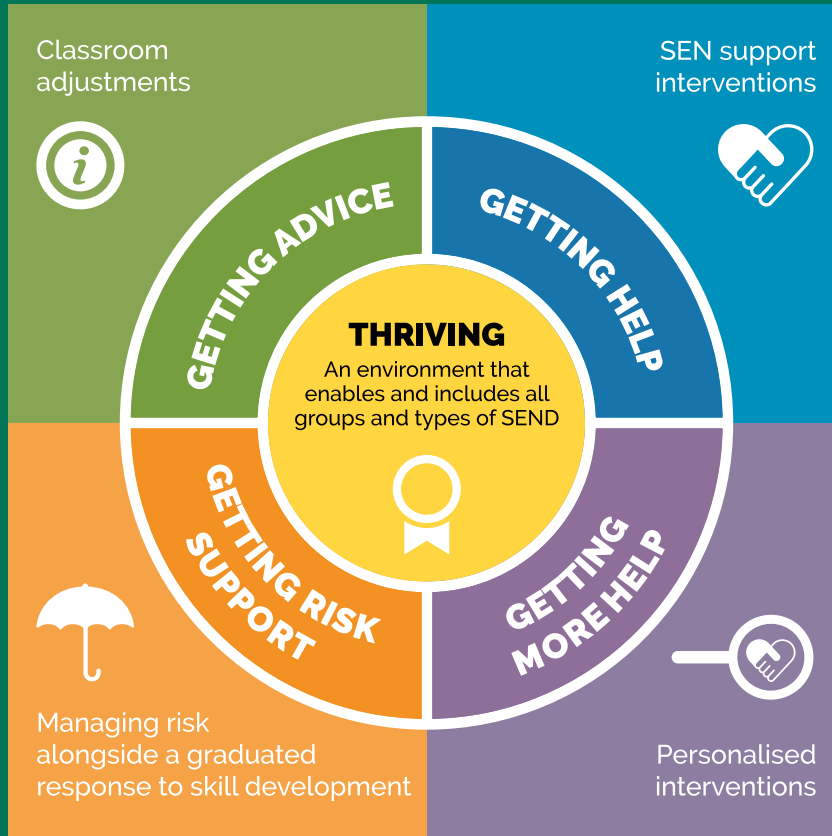 Classroom
adjustments
SEN support
interventions
GETTING ADVICE
GETTING HELP
THRIVING
An environment that
enables and includes all
groups and types of SEND
GETTING RISK
SUPPORT
GETTING
MORE HELP
Managing risk
alongside a graduated
response to skill development
Personalised
interventions